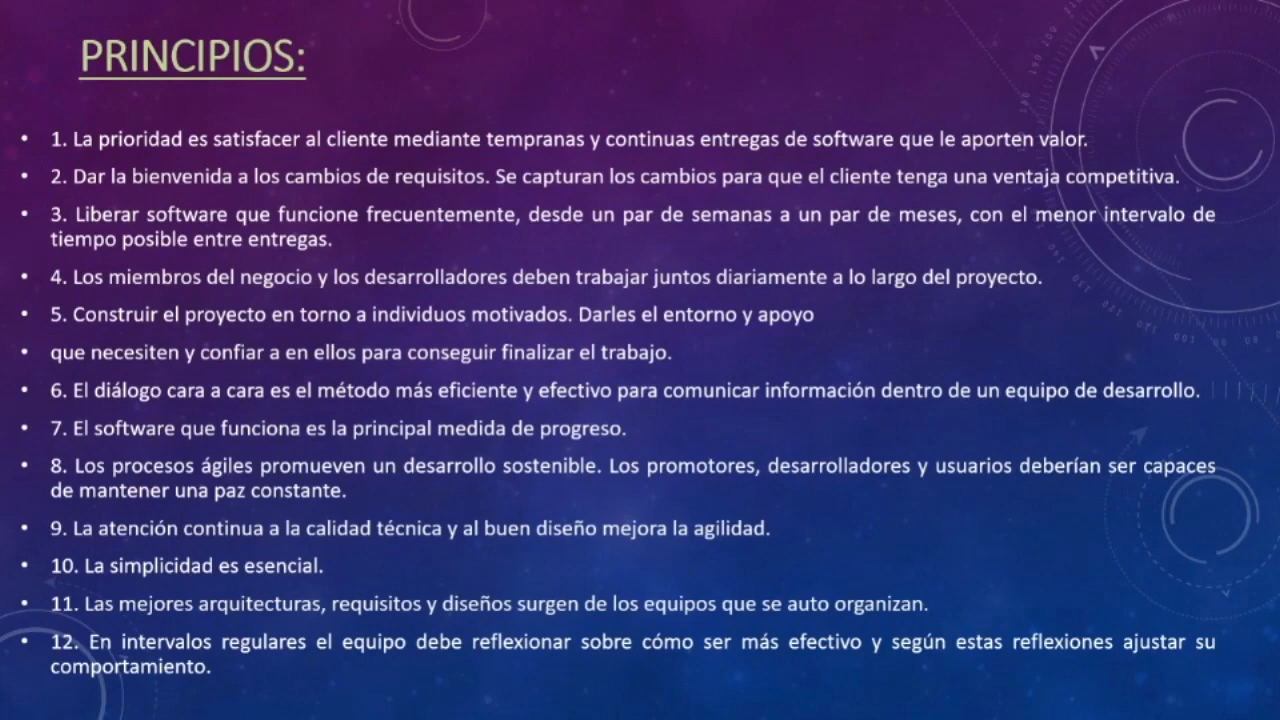 PRINCIPIOS:
• 1. La prioridad es satisfacer al cliente mediante tempranas y continuas entregas de software que le aporten valor.
• 2. Dar la bienvenida a los cambios de requisitos. Se capturan los cambios para que el cliente tenga una ventaja competitiva.
• 3. Liberar software que funcione frecuentemente, desde un par de semanas a un par de meses, con el menor intervalo de
tiempo posible entre entregas.
• 4. Los miembros del negocio y los desarrolladores deben trabajar juntos diariamente a lo largo del proyecto.
• 5. Construir el proyecto en torno a individuos motivados. Darles el entorno y apoyo
• que necesiten y confiar a en ellos para conseguir finalizar el trabajo.
• 6. El diálogo cara a cara es el método más eficiente y efectivo para comunicar información dentro de un equipo de desarrollo.
• 7. El software que funciona es la principal medida de progreso.
• 8. Los procesos ágiles promueven un desarrollo sostenible. Los promotores, desarrolladores y usuarios deberían ser capaces
de mantener una paz constante.
• 9. La atención continua a la calidad técnica y al buen diseño mejora la agilidad.
• 10. La simplicidad es esencial.
• 11. Las mejores arquitecturas, requisitos y diseños surgen de los equipos que se auto organizan.
• 12. En intervalos regulares el equipo debe reflexionar sobre cómo ser más efectivo y según estas reflexiones ajustar su
comportamiento.